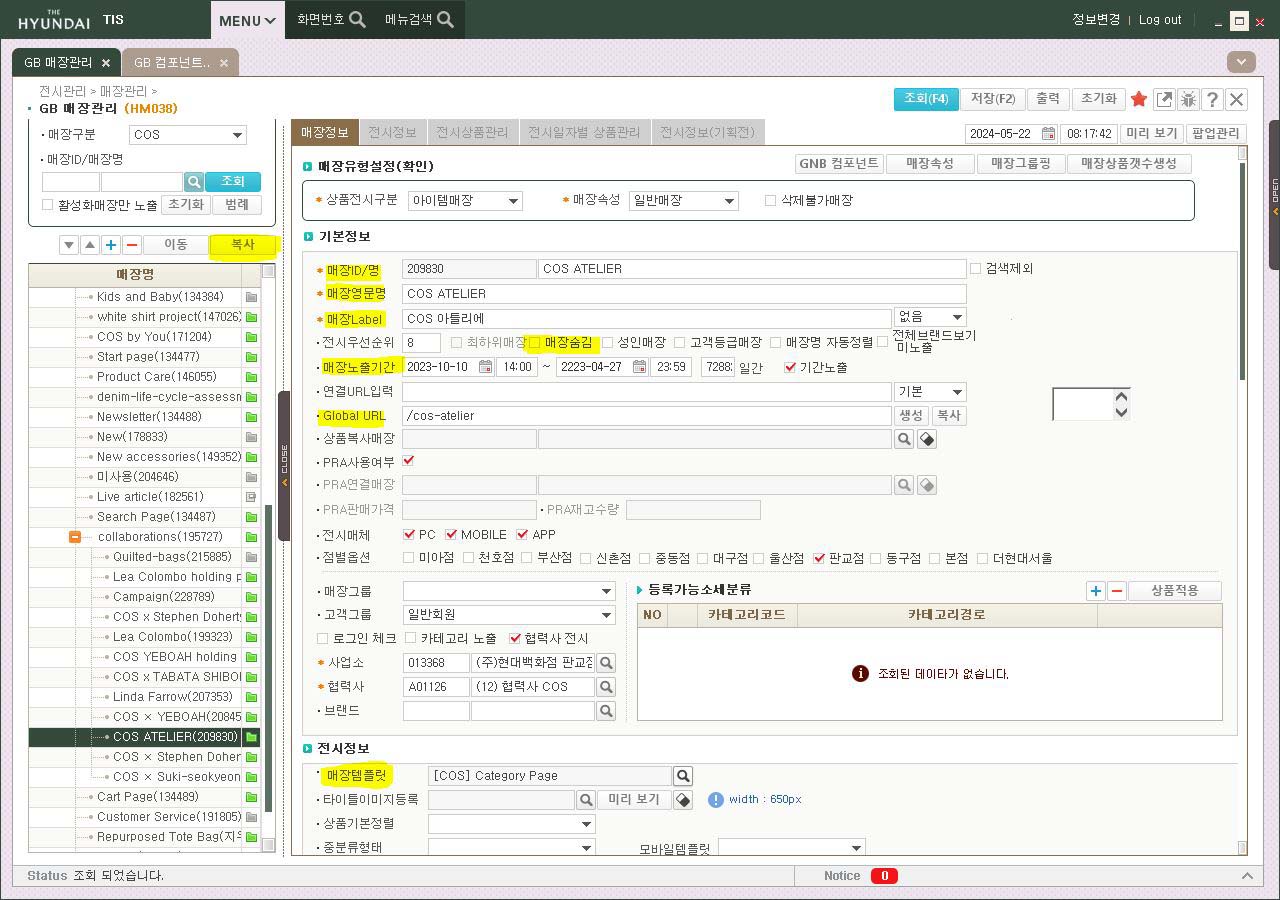 THE
HYUNDAI TIS MENU 화면번호 메뉴검색 정보변경 Log out
GB 매장관리 × GB 컴포넌트.. ×
전시관리 > 매장관리 >
GB 매장관리 (HM038)
조회(F4) 저장(F2) 출력 초기화
매장구분 COS
매장ID/매장명
조회
활성화매장만 노출 초기화 범례
이동 복사
매장명
Kids and Baby(134384)
white shirt project(147026)
COS by You(171204)
Start page(134477)
Product Care(146055)
denim-life-cycle-assessn
Newsletter(134488)
New(178833)
New accessories(149352)
미사용(204646)
Live article(182561)
Search Page(134487)
collaborations(195727)
Quilted-bags(215885)
Lea Colombo holding p
Campaign(228789)
COS x Stephen Doherty
Lea Colombo(199323)
COS YEBOAH holding
COS x TABATA SHIBOI
Linda Farrow(207353)
COS × YEBOAH(20845
COS ATELIER(209830)
COS × Stephen Doher
COS × Suki-seokyeon
Cart Page(134489)
Customer Service(191805)
Repurposed Tote Bag(지우
CLOSE
매장정보 전시정보 전시상품관리 전시일자별 상품관리 전시정보(기획전)
2024-05-22 08:17:42 미리 보기 팝업관리
매장유형설정(확인)
GNB 컴포넌트 매장속성 매장그룹핑 매장상품갯수생성
상품전시구분 아이템매장 매장속성 일반매장 삭제불가매장
기본정보
매장ID/명 209830 COS ATELIER 검색제외
매장영문명 COS ATELIER
매장Label COS 아틀리에 없음
전시우선순위 8 최하위매장 매장숨김 성인매장 고객등급매장 매장명 자동정렬 전체브랜드보기
미노출
매장노출기간 2023-10-10 14:00 ~ 2223-04-27 23:59 7288 일간 기간노출
연결URL입력 기본
Global URL /cos-atelier 생성 복사
상품복사매장
PRA사용여부
PRA연결매장
PRA판매가격 PRA재고수량
전시매체 PC MOBILE APP
점별옵션 미아점 천호점 부산점 신촌점 중동점 대구점 울산점 판교점 동구점 본점 더현대서울
매장그룹
고객그룹 일반회원
로그인 체크 카테고리 노출 협력사 전시
사업소 013368 (주)현대백화점 판교점
협력사 A01126 (12) 협력사 COS
브랜드
등록가능소세분류 상품적용
NO 카테고리코드 카테고리경로
조회된 데이타가 없습니다.
전시정보
매장템플릿 [COS] Category Page
타이틀이미지등록 미리 보기 width : 650px
상품기본정렬
중분류형태 모바일템플릿
OPEN
Status 조회 되었습니다. Notice 0